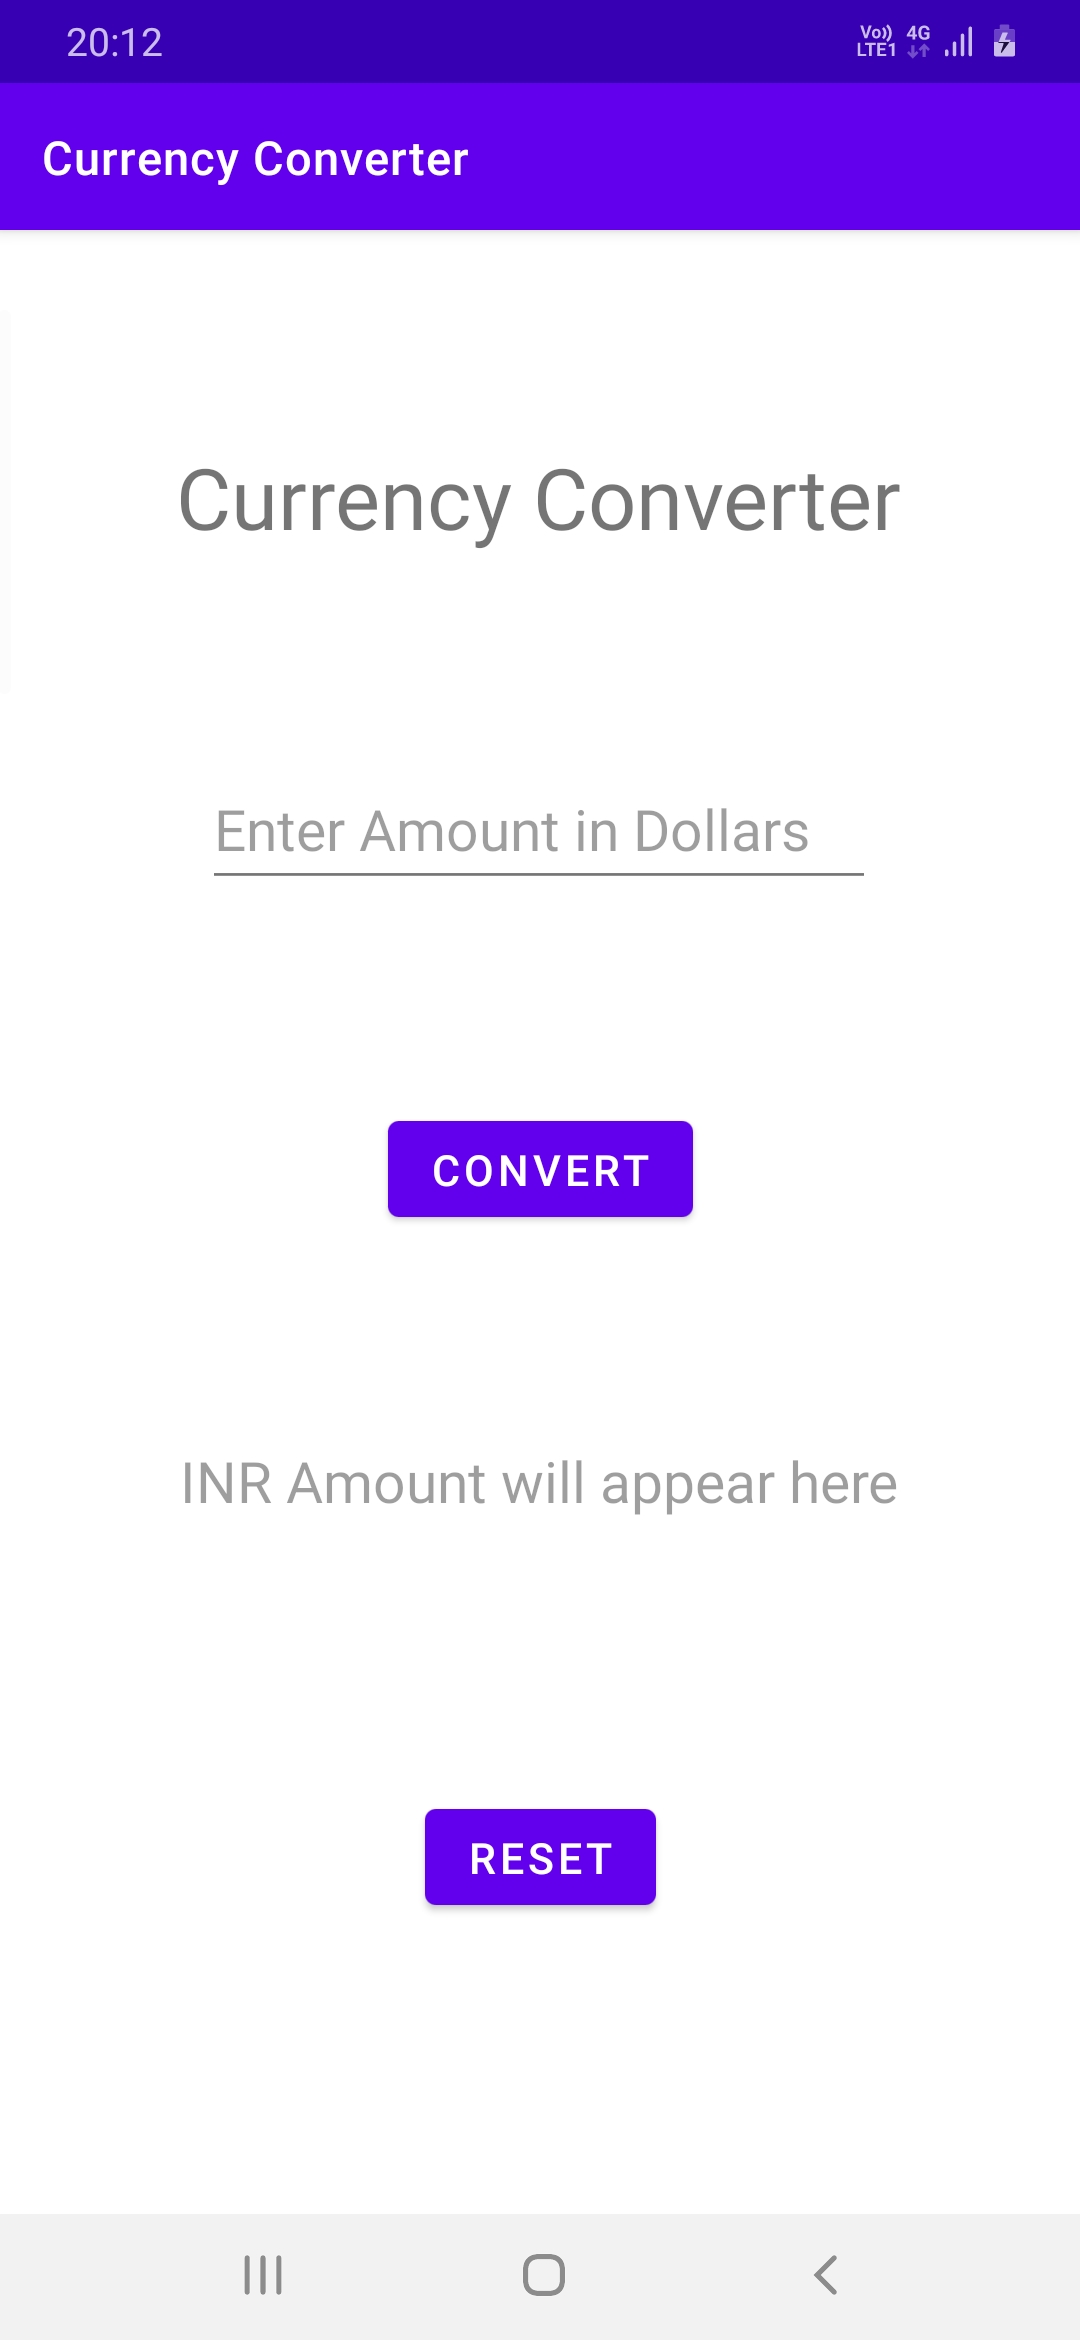 20:12
Vo)) 4G
LTE1
Currency Converter
Currency Converter
Enter Amount in Dollars
CONVERT
INR Amount will appear here
RESET